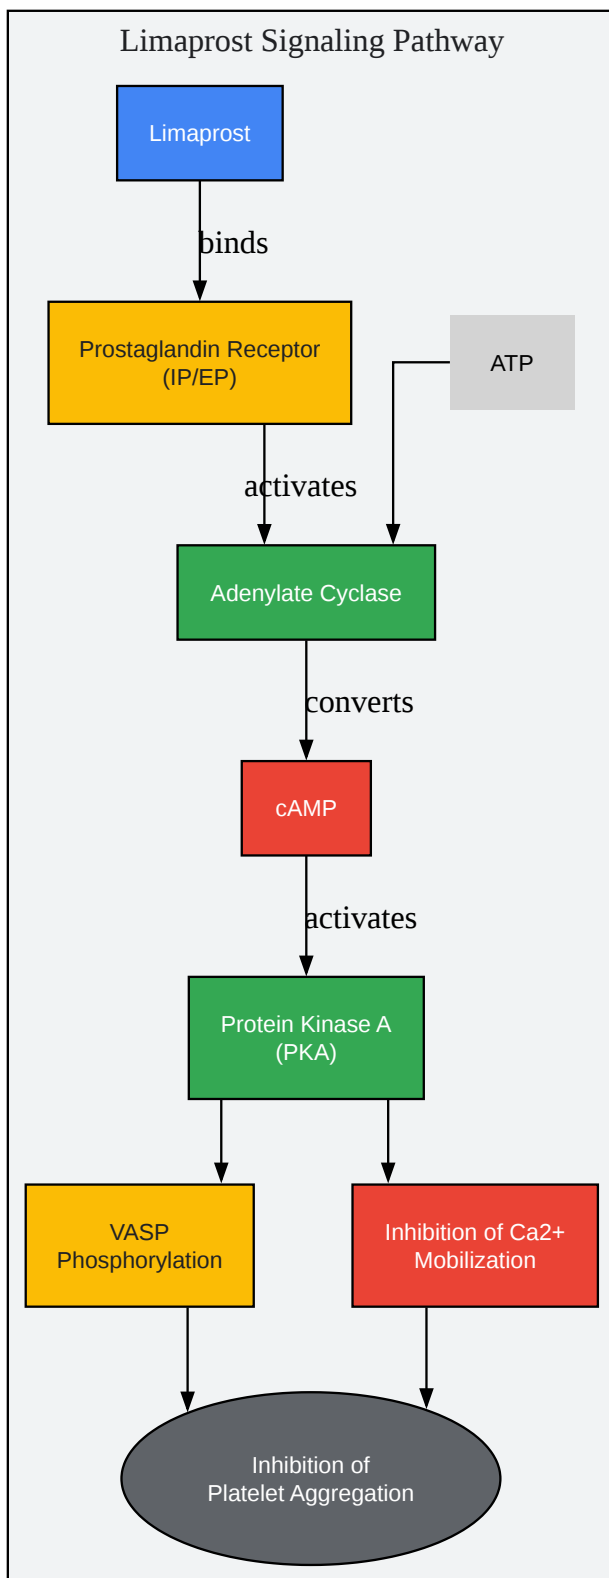 Limaprost Signaling Pathway
Limaprost
binds
Prostaglandin Receptor
(IP/EP)
ATP
activates
Adenylate Cyclase
converts
cAMP
activates
Protein Kinase A
(PKA)
VASP
Phosphorylation
Inhibition of Ca2+
Mobilization
Inhibition of
Platelet Aggregation